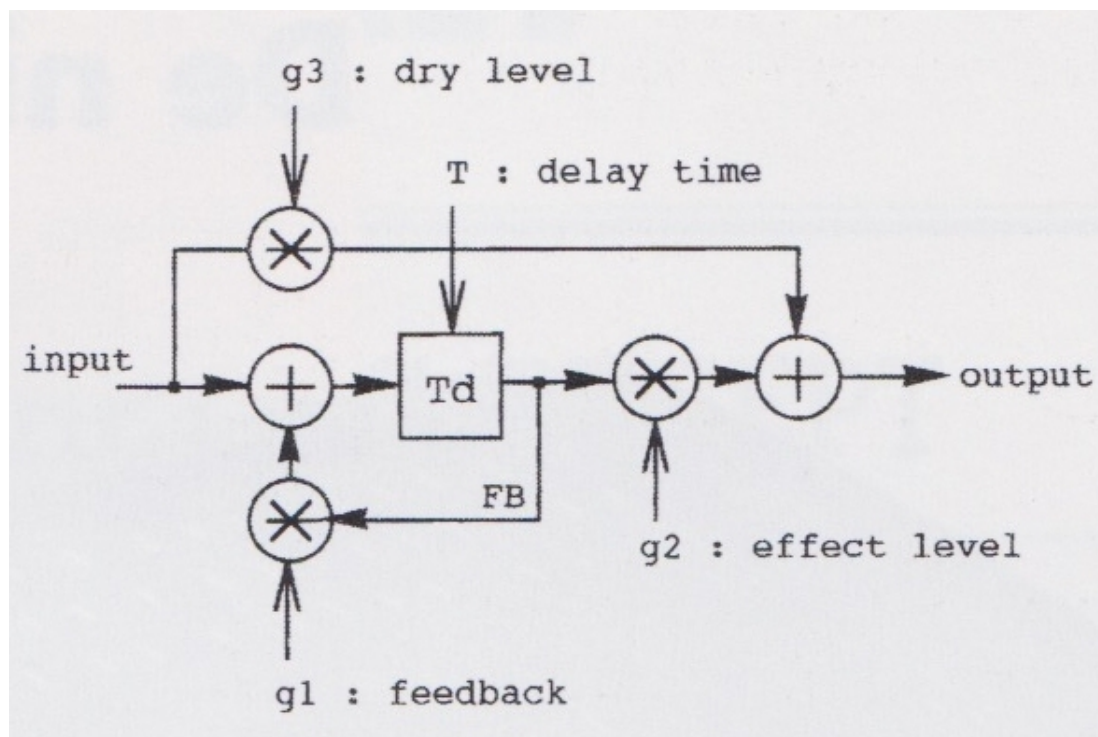 g3 : dry level
T : delay time
input
Td
output
FB
g2 : effect level
g1 : feedback